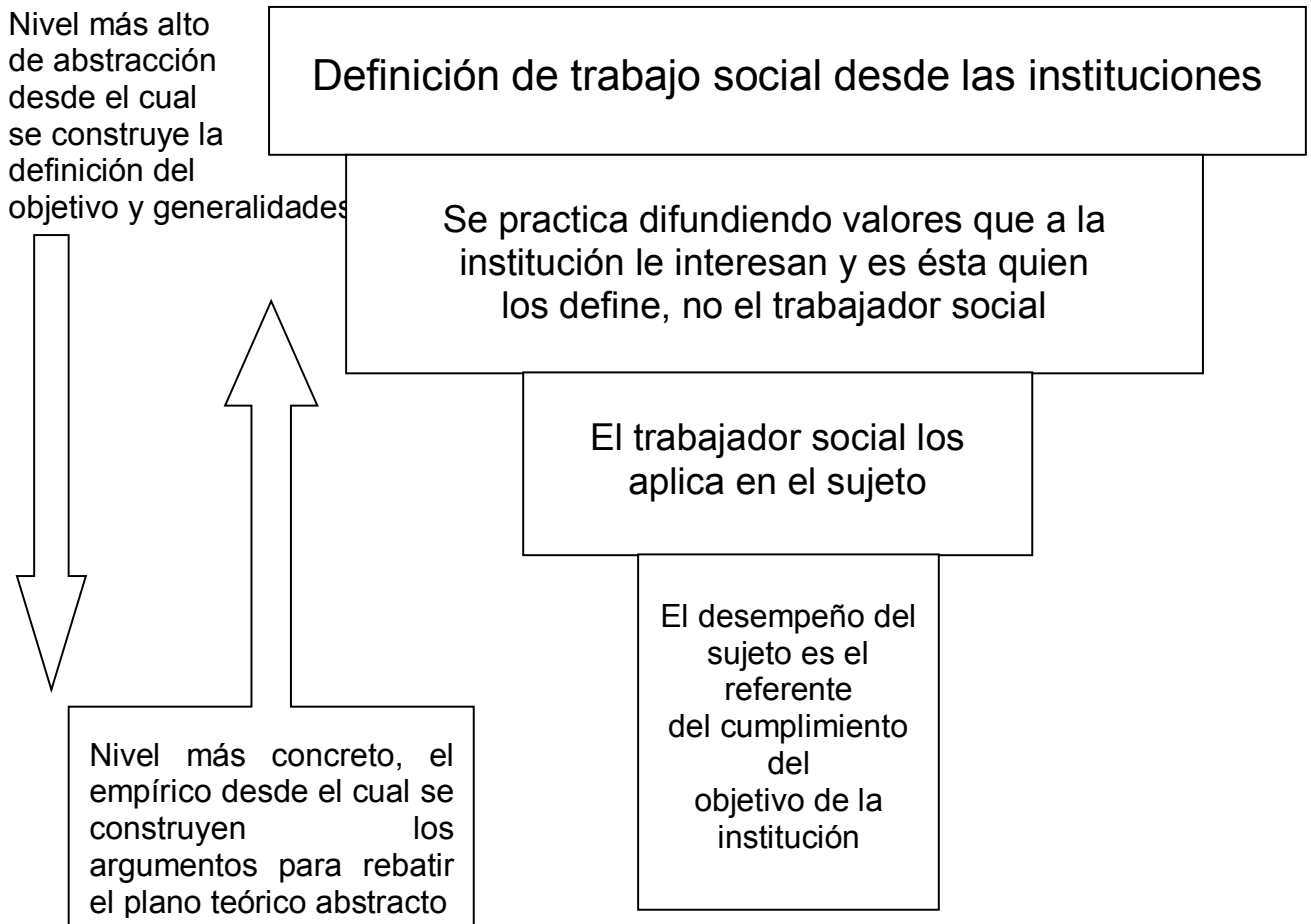 Nivel más alto
de abstracción
desde el cual
se construye la
definición del
objetivo y generalidades
Definición de trabajo social desde las instituciones
Se practica difundiendo valores que a la
institución le interesan y es ésta quien
los define, no el trabajador social
El trabajador social los
aplica en el sujeto
El desempeño del
sujeto es el
referente
del cumplimiento
del
objetivo de la
institución
Nivel más concreto, el
empírico desde el cual se
construyen los
argumentos para rebatir
el plano teórico abstracto